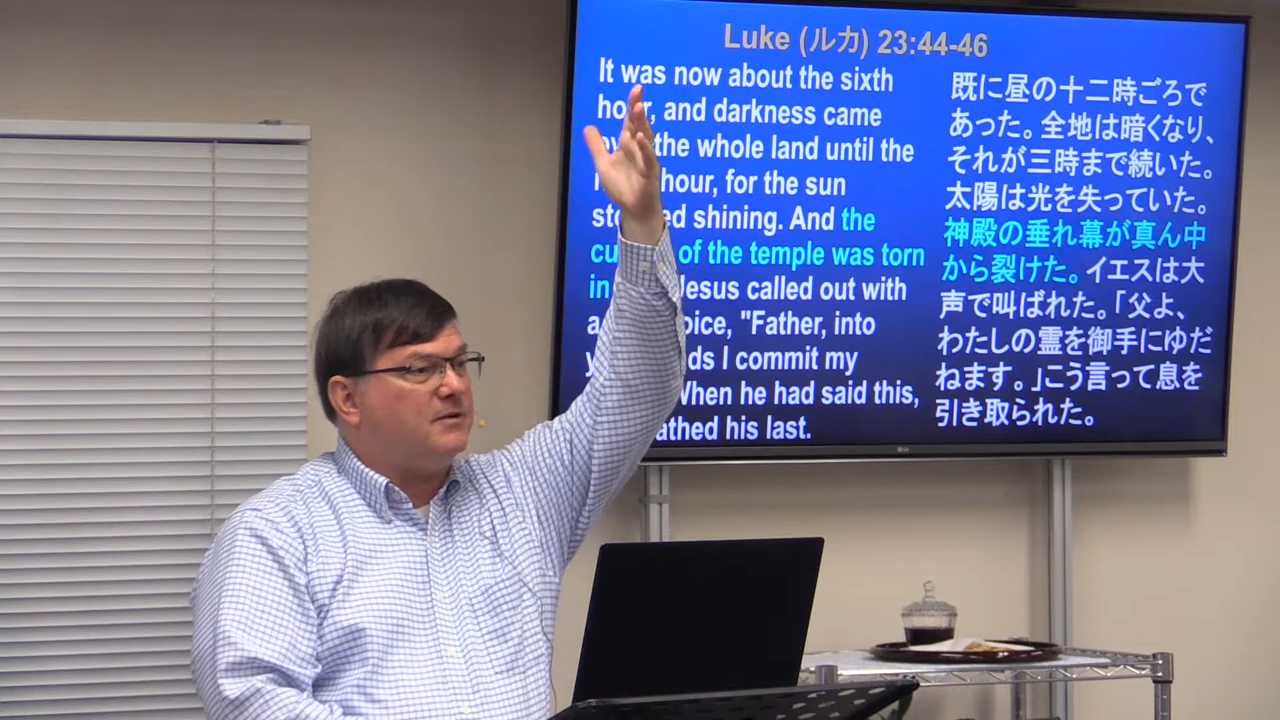 Luke (ルカ) 23:44-46
It was now about the sixth
, and darkness came
the whole land until the
hour, for the sun
shining. And the
of the temple was torn
in Jesus called out with
a "Father, into
I commit my
When he had said this,
his last.
既に昼の十二時ごろで
あった。全地は暗くなり、
それが三時まで続いた。
太陽は光を失っていた。
神殿の垂れ幕が真ん中
から裂けた。イエスは大
声で叫ばれた。「父よ、
わたしの霊を御手にゆだ
ねます。」こう言って息を
引き取られた。
LG